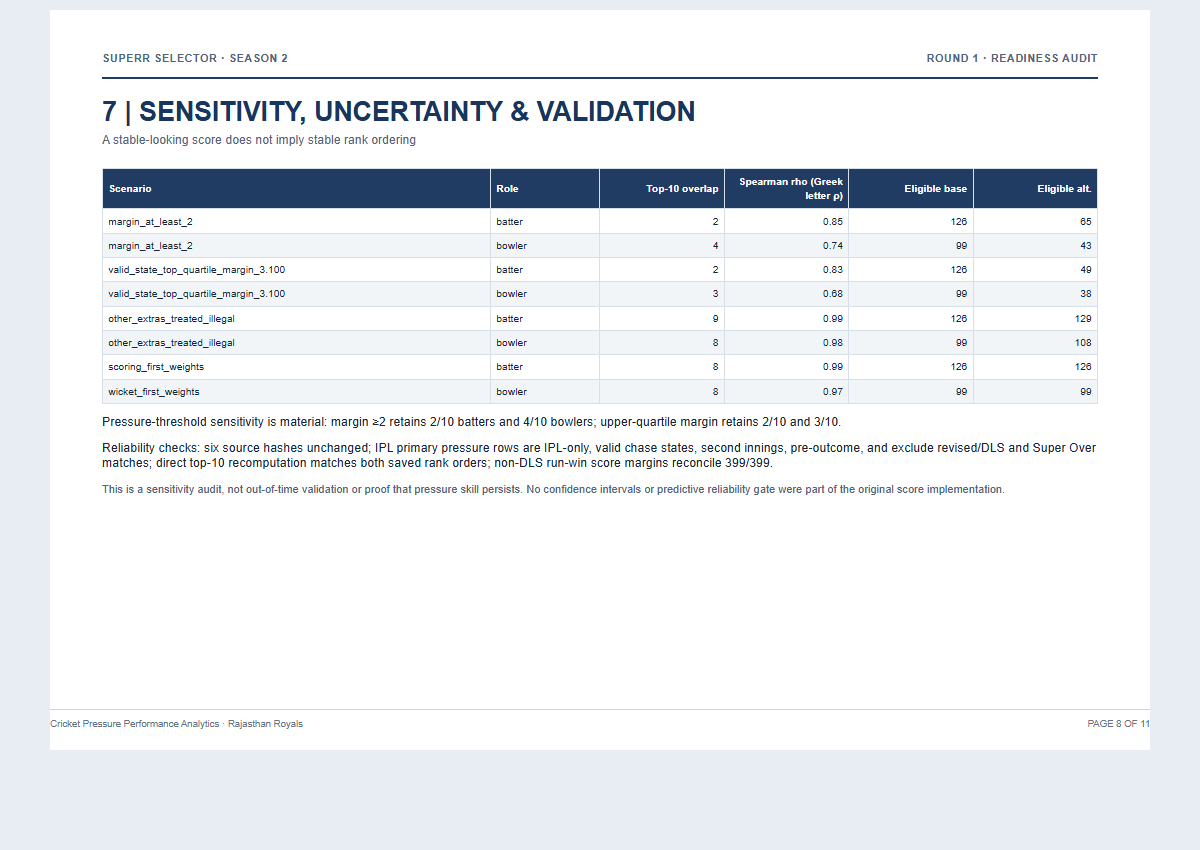 SUPERR SELECTOR · SEASON 2
ROUND 1 · READINESS AUDIT
7 | SENSITIVITY, UNCERTAINTY & VALIDATION
A stable-looking score does not imply stable rank ordering
Scenario Role Top-10 overlap Spearman rho (Greek letter ρ) Eligible base Eligible alt.
margin_at_least_2 batter 2 0.85 126 65
margin_at_least_2 bowler 4 0.74 99 43
valid_state_top_quartile_margin_3.100 batter 2 0.83 126 49
valid_state_top_quartile_margin_3.100 bowler 3 0.68 99 38
other_extras_treated_illegal batter 9 0.99 126 129
other_extras_treated_illegal bowler 8 0.98 99 108
scoring_first_weights batter 8 0.99 126 126
wicket_first_weights bowler 8 0.97 99 99
Pressure-threshold sensitivity is material: margin ≥2 retains 2/10 batters and 4/10 bowlers; upper-quartile margin retains 2/10 and 3/10.
Reliability checks: six source hashes unchanged; IPL primary pressure rows are IPL-only, valid chase states, second innings, pre-outcome, and exclude revised/DLS and Super Over
matches; direct top-10 recomputation matches both saved rank orders; non-DLS run-win score margins reconcile 399/399.
This is a sensitivity audit, not out-of-time validation or proof that pressure skill persists. No confidence intervals or predictive reliability gate were part of the original score implementation.
Cricket Pressure Performance Analytics · Rajasthan Royals
PAGE 8 OF 11